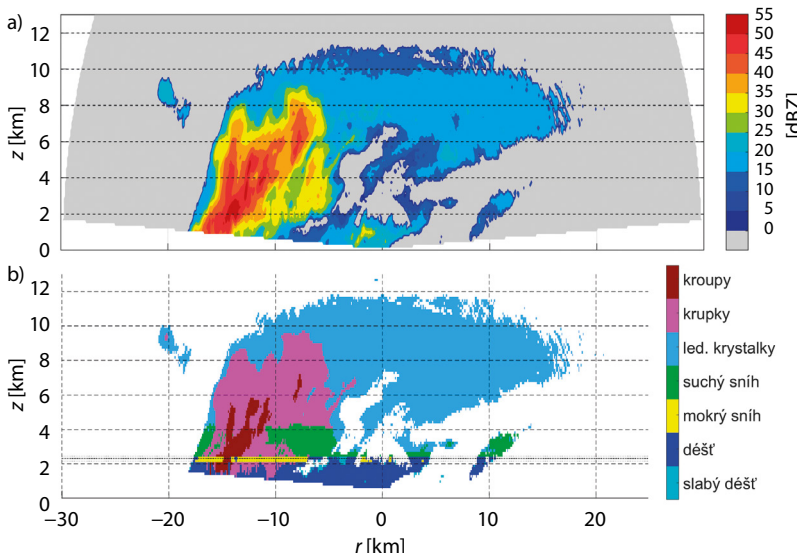 a)
12
10
8
6
4
2
0
z [km]
55
50
45
40
35
30
25
20
15
10
5
0
[dBZ]
b)
12
10
8
6
4
2
0
z [km]
−30
−20
−10
0
10
20
r [km]
kroupy
krupky
led. krystalky
suchý sníh
mokrý sníh
déšť
slabý déšť